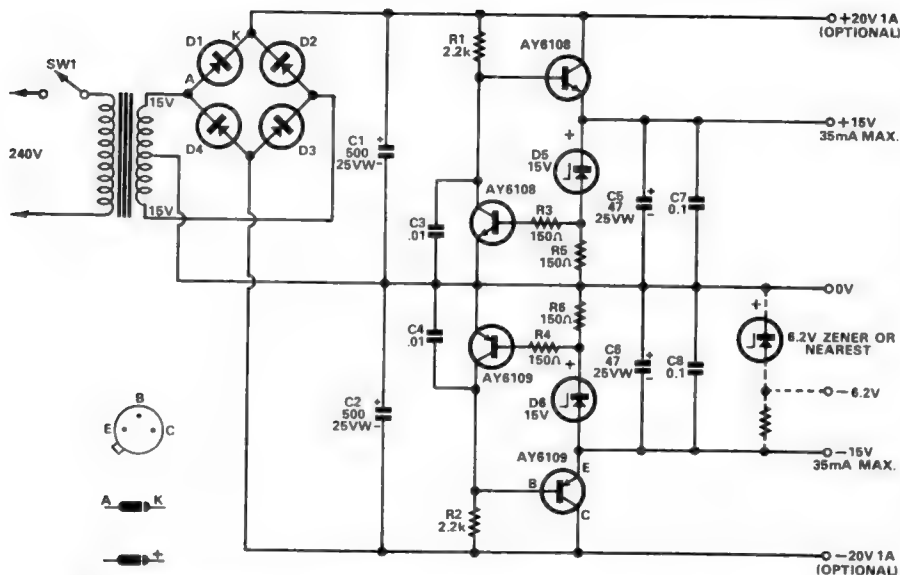 SW1
240V
15V
15V
D1
K
D2
A
D4
D3
C1
500
25VW
+
−
C2
500
25VW
+
−
R1
2.2k
AY6108
+
D5
15V
AY6108
C3
.01
R3
150Ω
R5
150Ω
C5
47
25VW
+
−
C7
0.1
C4
.01
R6
150Ω
R4
150Ω
AY6109
+
D6
15V
C6
47
25VW
+
−
C8
0.1
AY6109
E
B
C
R2
2.2k
+20V 1A
(OPTIONAL)
+15V
35mA MAX.
0V
+
6.2V ZENER OR
NEAREST
−6.2V
−15V
35mA MAX.
−20V 1A
(OPTIONAL)
B
E
C
A
K
+